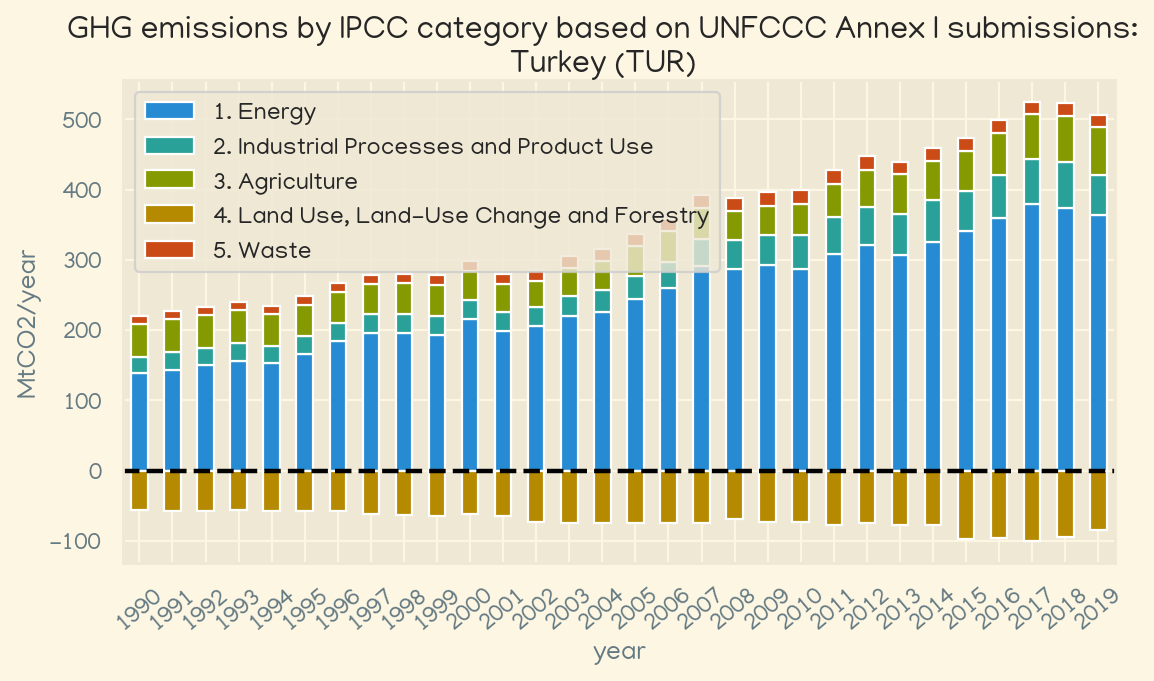 GHG emissions by IPCC category based on UNFCCC Annex I submissions:
Turkey (TUR)
1. Energy
2. Industrial Processes and Product Use
3. Agriculture
4. Land Use, Land-Use Change and Forestry
5. Waste
MtCO2/year
500
400
300
200
100
0
−100
1990 1991 1992 1993 1994 1995 1996 1997 1998 1999 2000 2001 2002 2003 2004 2005 2006 2007 2008 2009 2010 2011 2012 2013 2014 2015 2016 2017 2018 2019
year